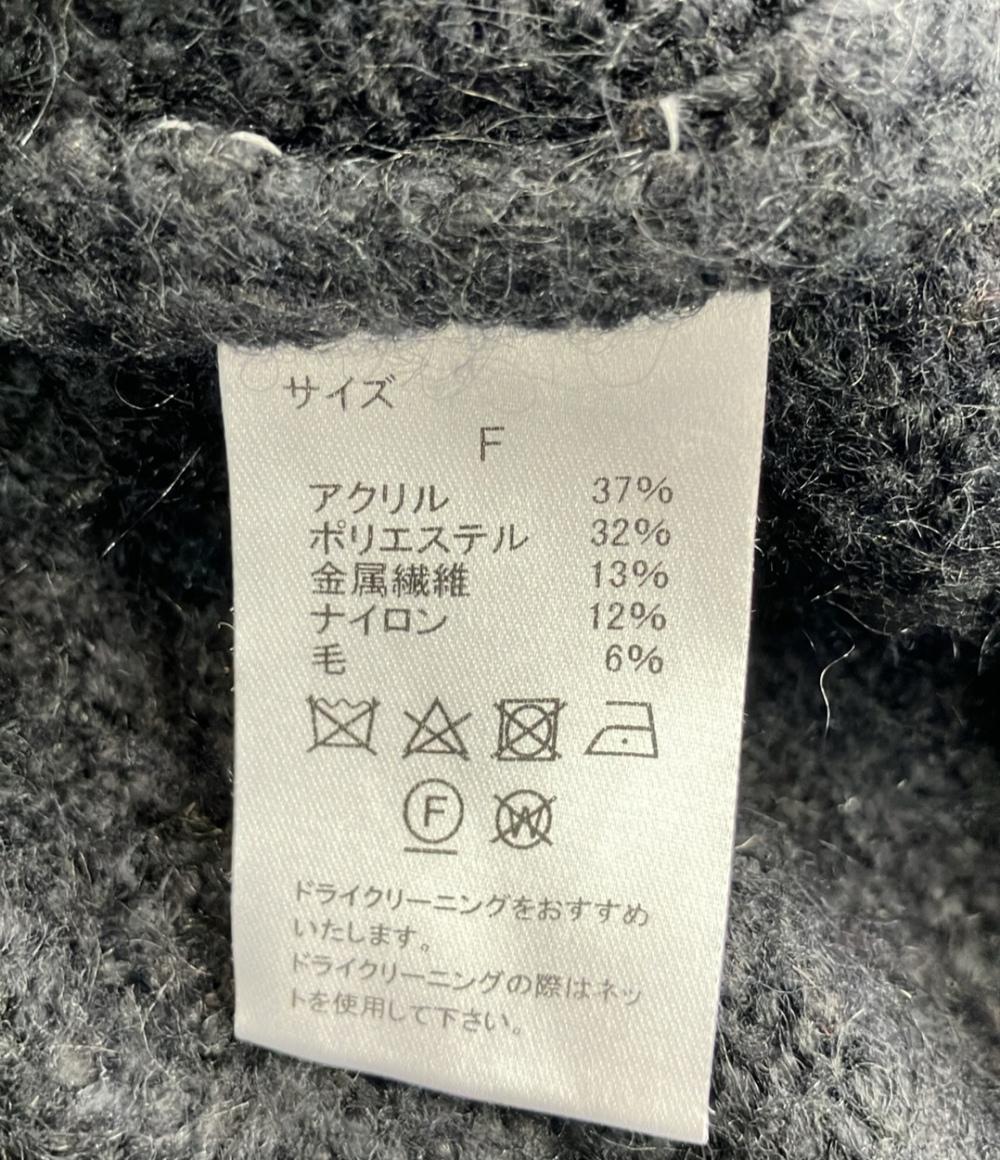 サイズ
F
アクリル 37%
ポリエステル 32%
金属繊維 13%
ナイロン 12%
毛 6%
F W
ドライクリーニングをおすすめ
いたします。
ドライクリーニングの際はネッ
トを使用して下さい。